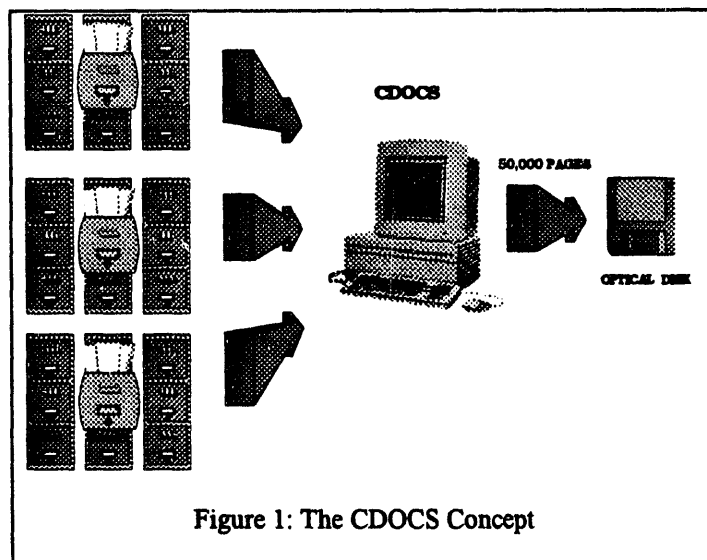 CDOCS
50,000 PAGES
OPTICAL DISK
Figure 1: The CDOCS Concept